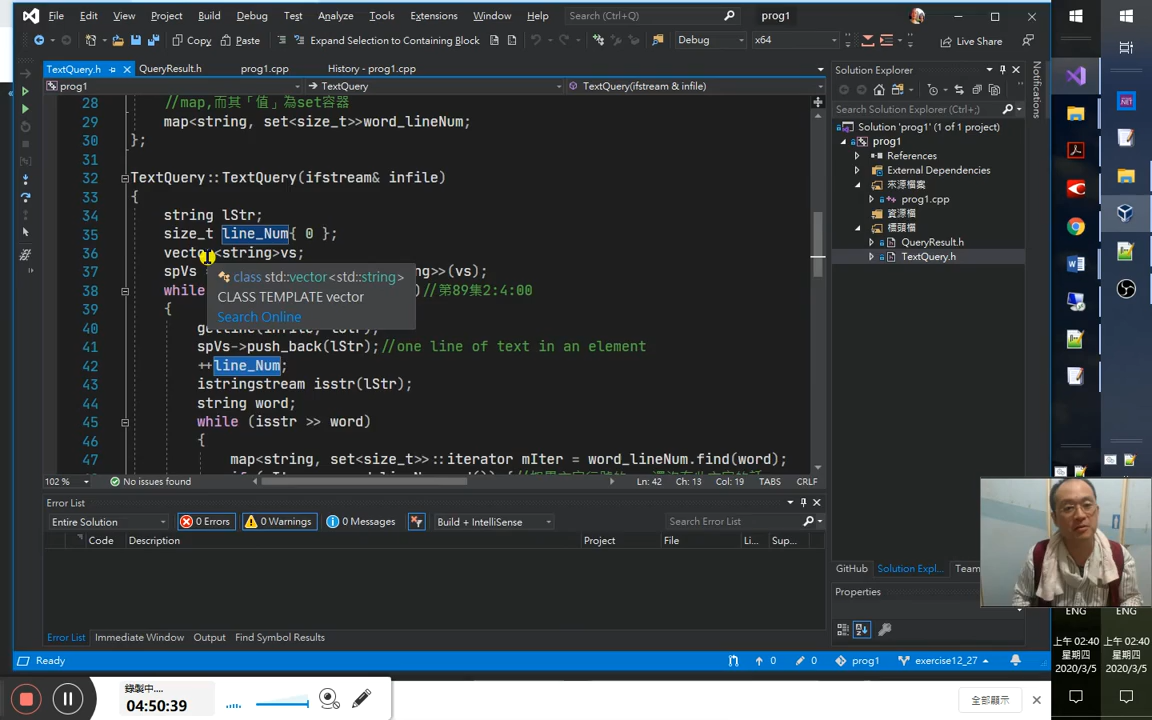 File Edit View Project Build Debug Test Analyze Tools Extensions Window Help Search (Ctrl+Q) prog1
Copy Paste Expand Selection to Containing Block Debug x64 Live Share
TextQuery.h QueryResult.h prog1.cpp History - prog1.cpp
prog1 TextQuery TextQuery(ifstream & infile)
28 //map,而其「值」為set容器
29 map<string, set<size_t>>word_lineNum;
30 };
31
32 TextQuery::TextQuery(ifstream& infile)
33 {
34 string lStr;
35 size_t line_Num{ 0 };
36 vector<string>vs;
37 spVs ng>>(vs);
38 while )//第89集2:4:00
39 {
40 getline(infile, lStr);
41 spVs->push_back(lStr);//one line of text in an element
42 ++line_Num;
43 istringstream isstr(lStr);
44 string word;
45 while (isstr >> word)
46 {
47 map<string, set<size_t>>::iterator mIter = word_lineNum.find(word);
class std::vector<std::string>
CLASS TEMPLATE vector
Search Online
102 % No issues found Ln: 42 Ch: 13 Col: 19 TABS CRLF
Error List
Entire Solution 0 Errors 0 Warnings 0 Messages Build + IntelliSense Search Error List
Code Description Project File Li... Sup...
Error List Immediate Window Output Find Symbol Results
Solution Explorer
Search Solution Explorer (Ctrl+;)
Solution 'prog1' (1 of 1 project)
prog1
References
External Dependencies
來源檔案
prog1.cpp
資源檔
標頭檔
QueryResult.h
TextQuery.h
GitHub Solution Expl... Team
Properties
Notifications
Ready 0 0 prog1 exercise12_27
錄製中....
04:50:39
全部顯示
ENG ENG
上午 02:40 上午 02:40
星期四 星期四
2020/3/5 2020/3/5